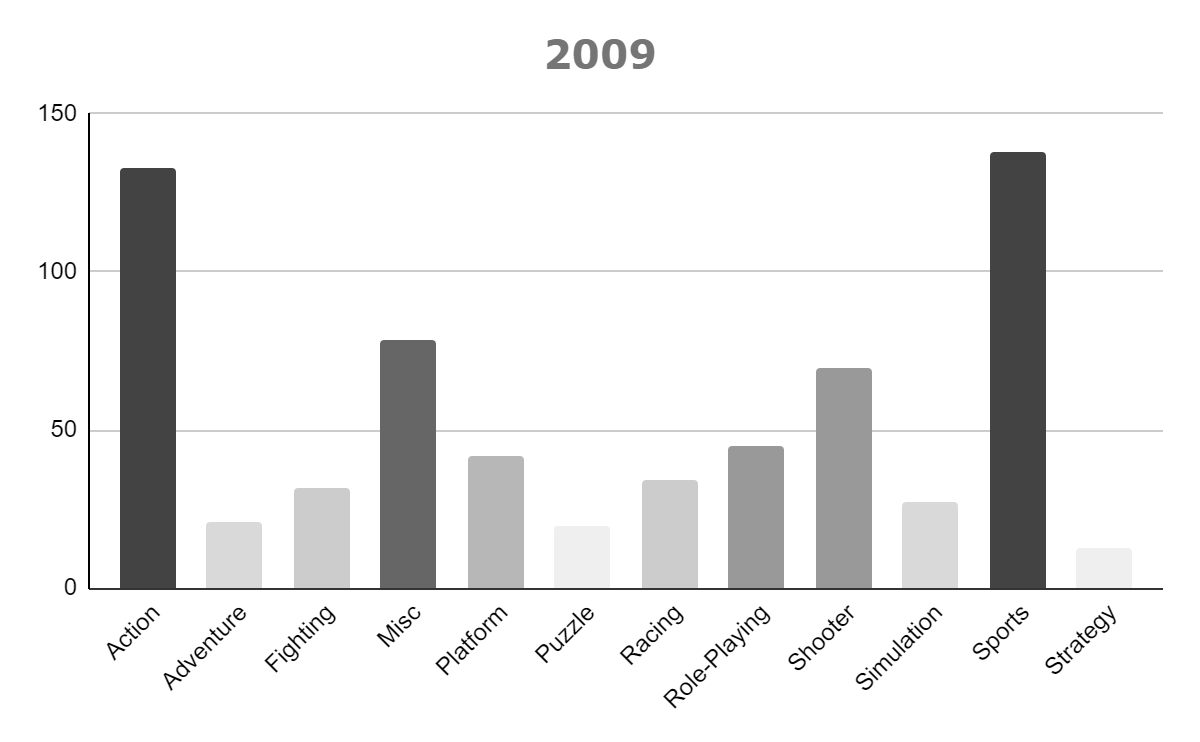 2009
150
100
50
0
Action
Adventure
Fighting
Misc
Platform
Puzzle
Racing
Role-Playing
Shooter
Simulation
Sports
Strategy